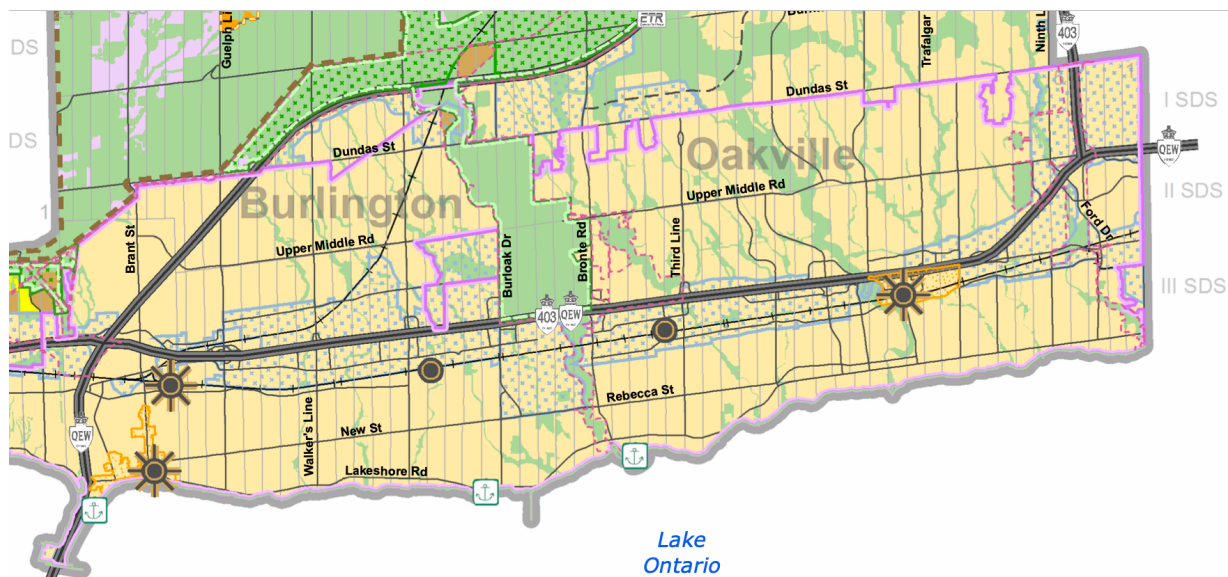 DS
Guelph Li
ETR
Trafalgar
Ninth L
403
Dundas St
I SDS
DS
Dundas St
Oakville
QEW
Burlington
Upper Middle Rd
II SDS
1
Brant St
Upper Middle Rd
Burloak Dr
Bronte Rd
Third Line
Ford Dr
III SDS
403
QEW
Rebecca St
Walker's Line
New St
QEW
Lakeshore Rd
Lake
Ontario